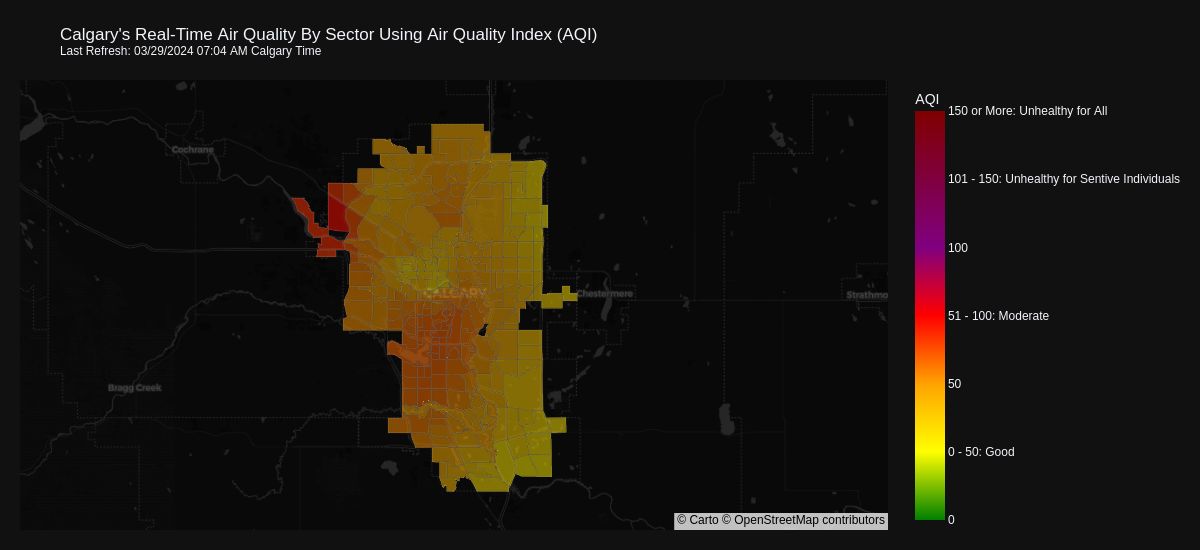 Calgary's Real-Time Air Quality By Sector Using Air Quality Index (AQI)
Last Refresh: 03/29/2024 07:04 AM Calgary Time
AQI
150 or More: Unhealthy for All
Cochrane
101 - 150: Unhealthy for Sentive Individuals
100
CALGARY
Chestermere
Strathmo
51 - 100: Moderate
Bragg Creek
50
0 - 50: Good
© Carto © OpenStreetMap contributors
0